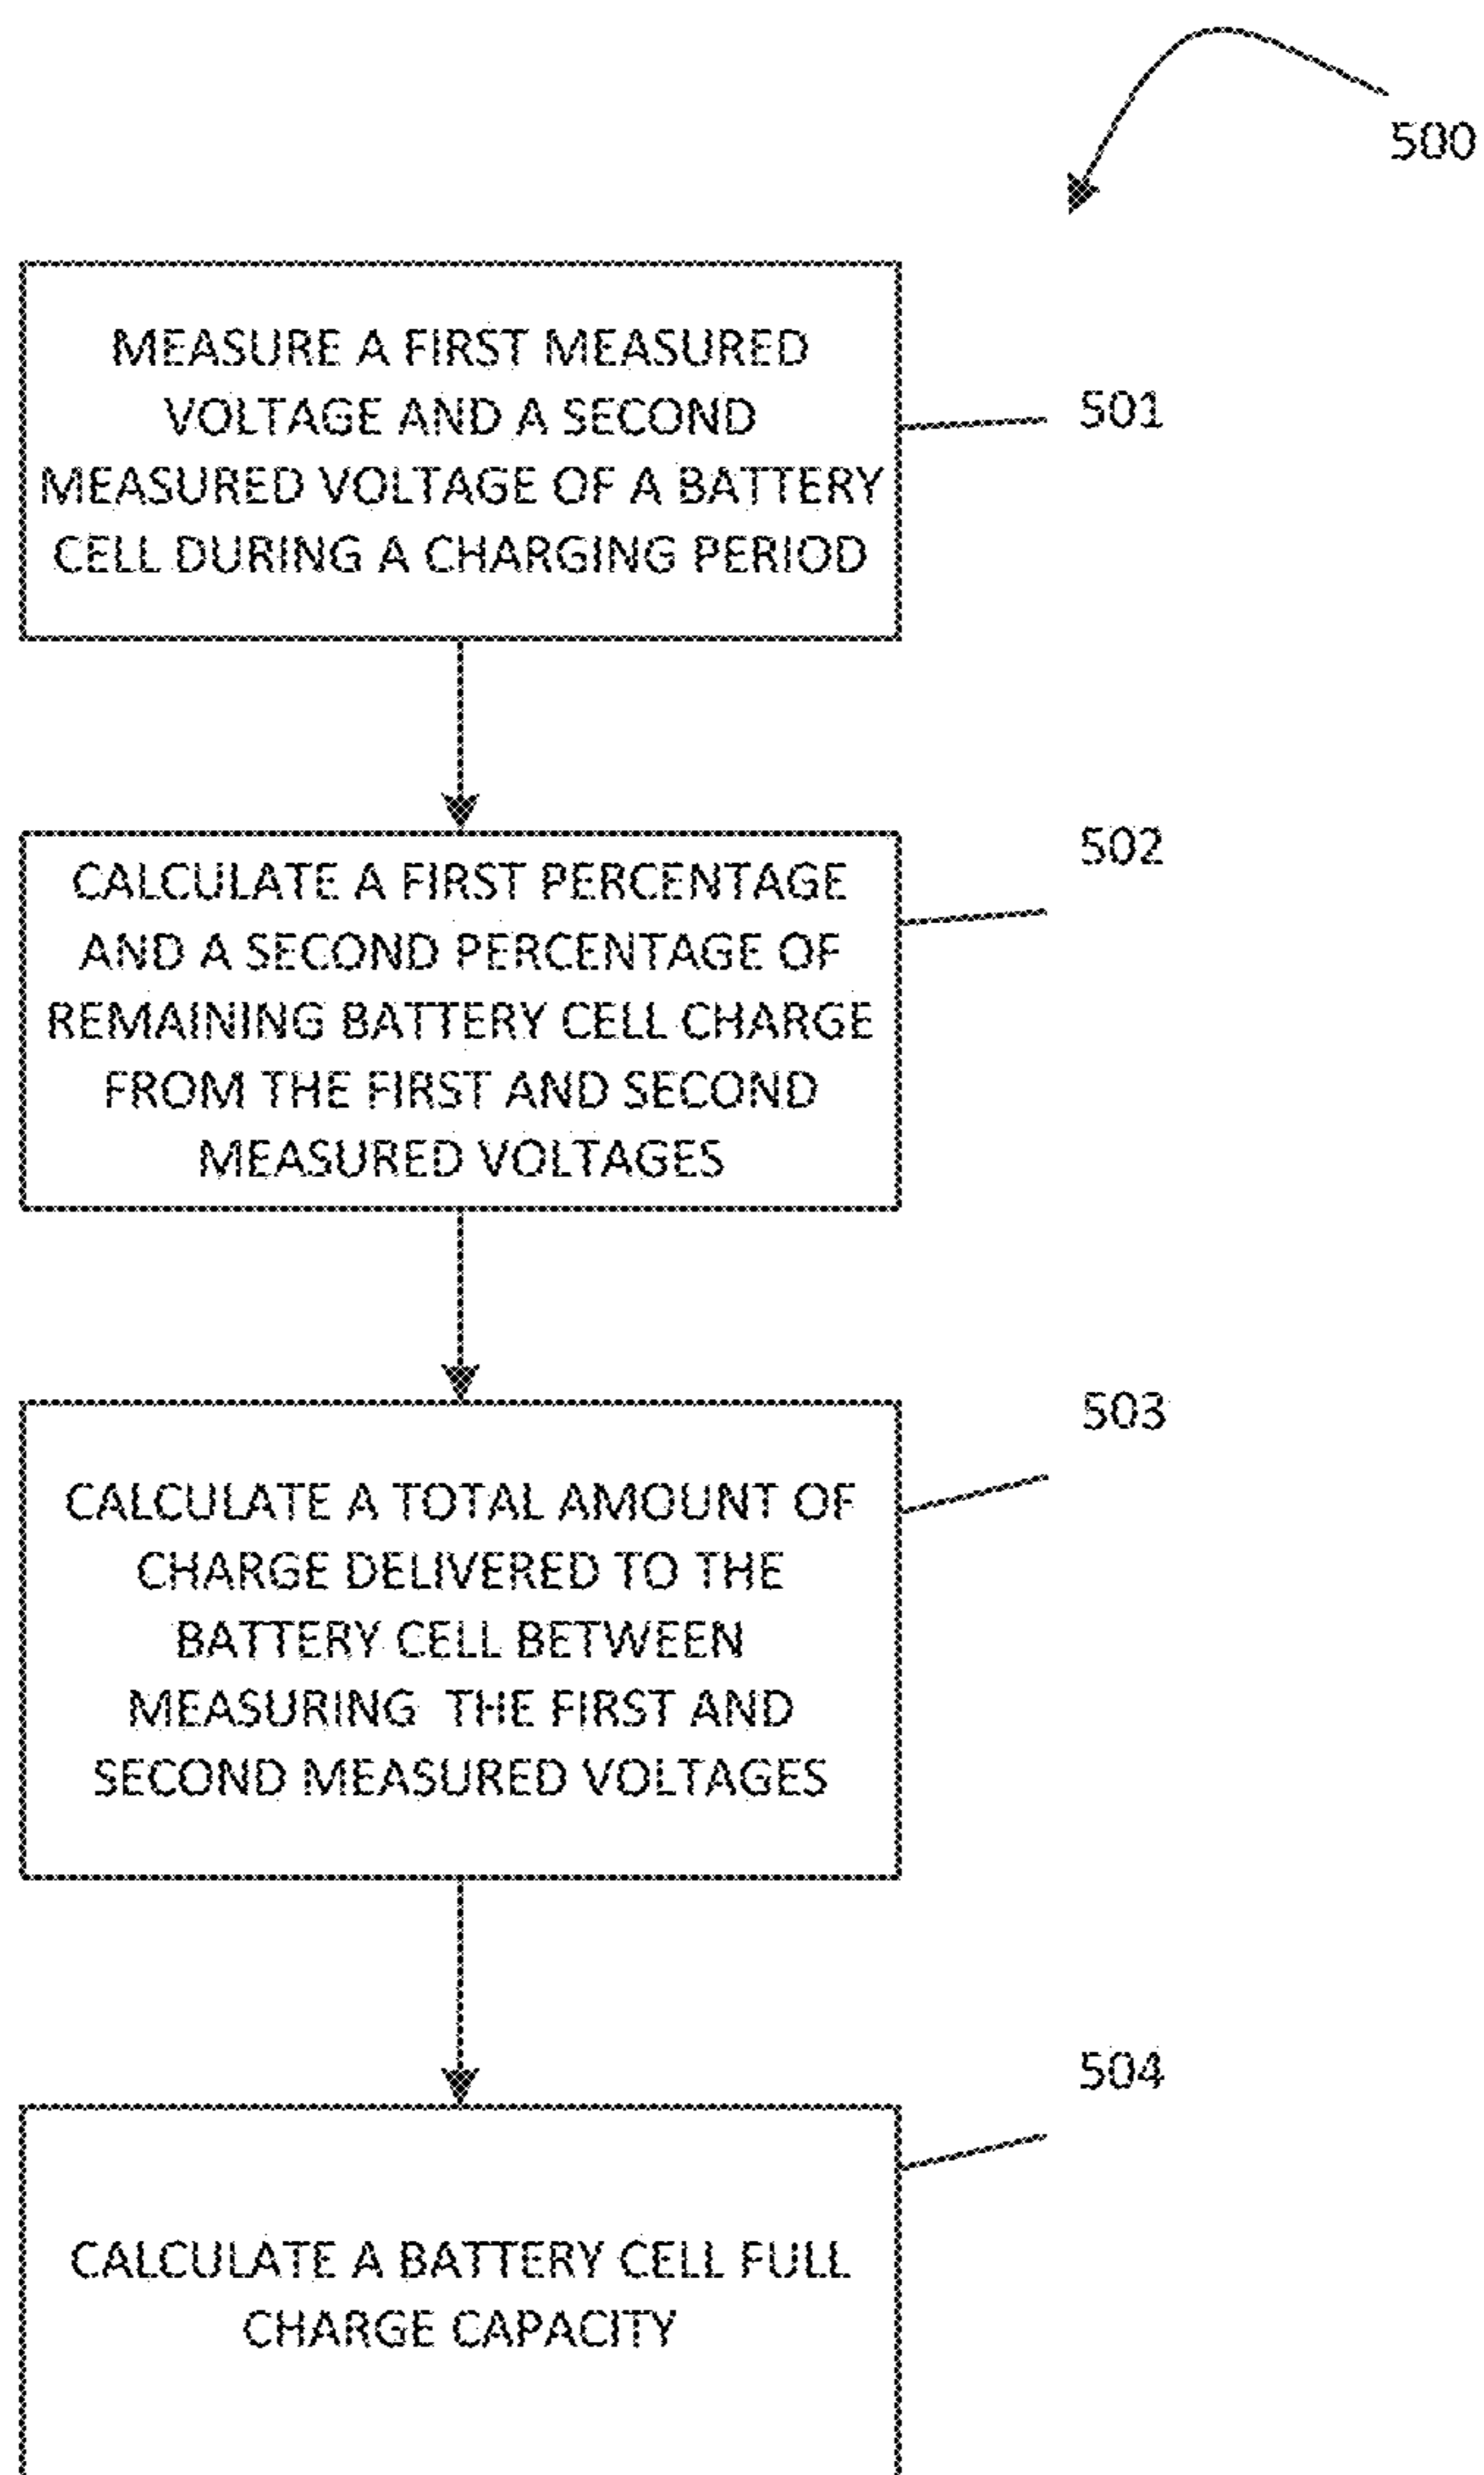 500
MEASURE A FIRST MEASURED
VOLTAGE AND A SECOND
MEASURED VOLTAGE OF A BATTERY
CELL DURING A CHARGING PERIOD
501
CALCULATE A FIRST PERCENTAGE
AND A SECOND PERCENTAGE OF
REMAINING BATTERY CELL CHARGE
FROM THE FIRST AND SECOND
MEASURED VOLTAGES
502
CALCULATE A TOTAL AMOUNT OF
CHARGE DELIVERED TO THE
BATTERY CELL BETWEEN
MEASURING THE FIRST AND
SECOND MEASURED VOLTAGES
503
CALCULATE A BATTERY CELL FULL
CHARGE CAPACITY
504